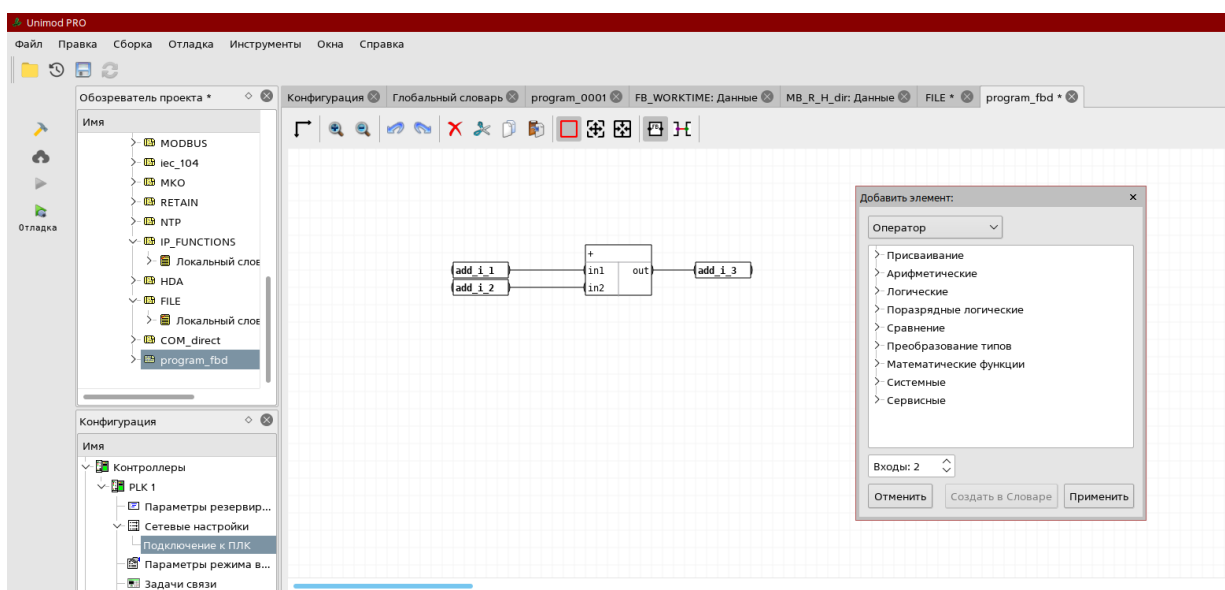 Unimod PRO
Файл Правка Сборка Отладка Инструменты Окна Справка
Отладка
Обозреватель проекта *
Имя
MODBUS
iec_104
МКО
RETAIN
NTP
IP_FUNCTIONS
Локальный слов
HDA
FILE
Локальный слов
COM_direct
program_fbd
Конфигурация
Имя
Контроллеры
PLK 1
Параметры резервир...
Сетевые настройки
Подключение к ПЛК
Параметры режима в...
Задачи связи
Конфигурация Глобальный словарь program_0001 FB_WORKTIME: Данные MB_R_H_dir: Данные FILE * program_fbd *
+
add_i_1 in1 out add_i_3
add_i_2 in2
Добавить элемент: ×
Оператор
Присваивание
Арифметические
Логические
Поразрядные логические
Сравнение
Преобразование типов
Математические функции
Системные
Сервисные
Входы: 2
Отменить Создать в Словаре Применить